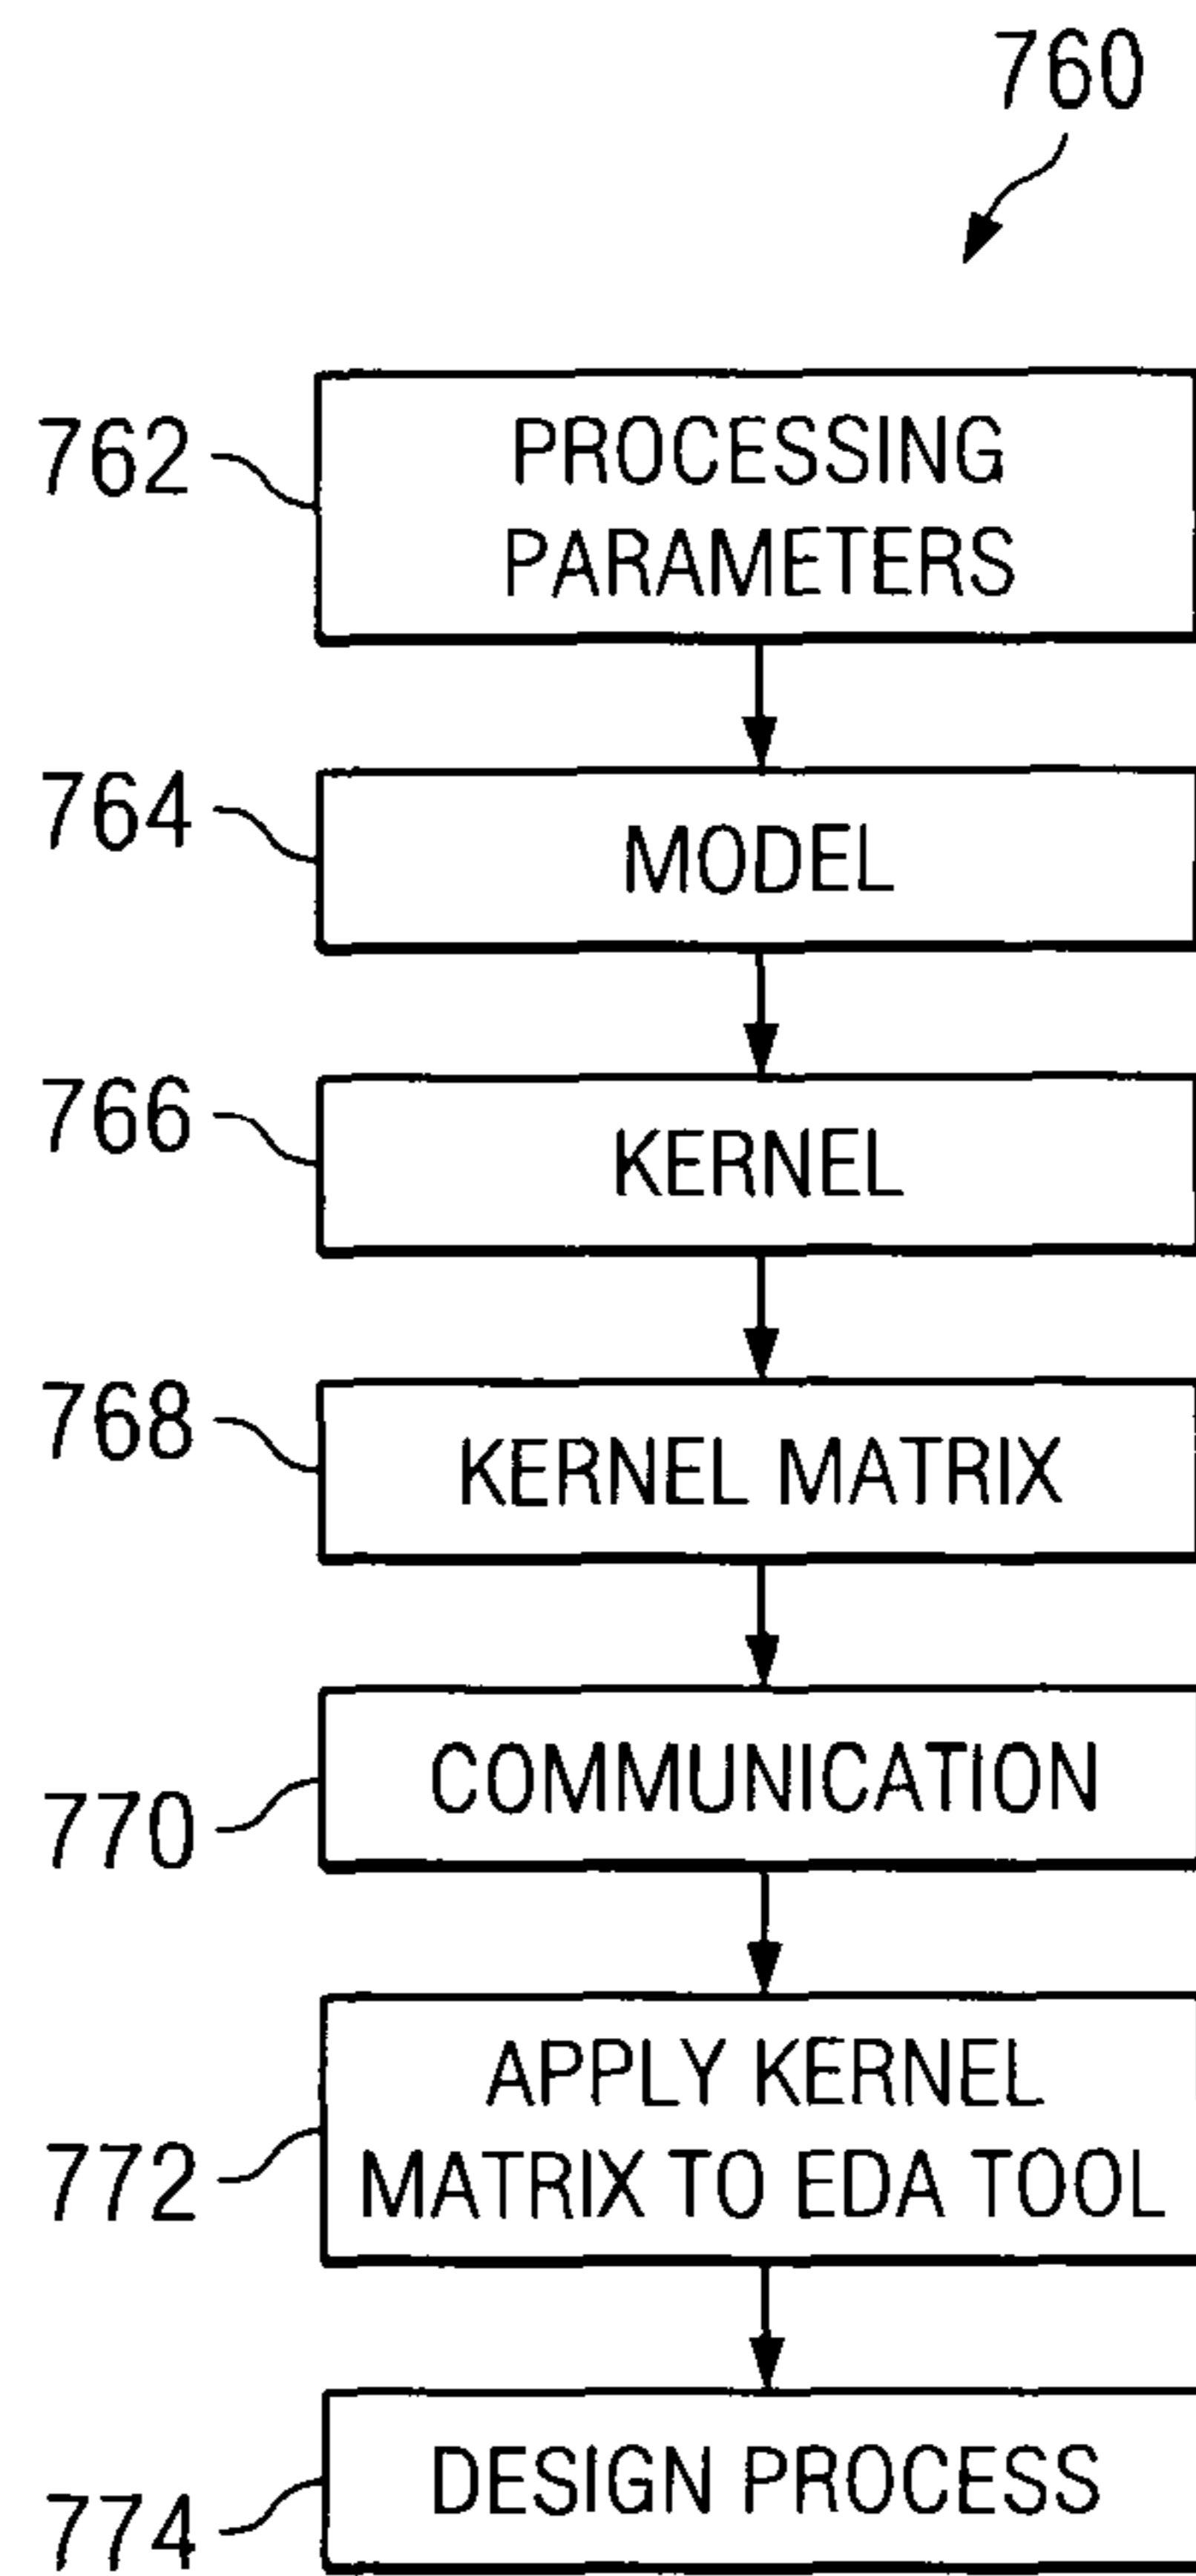 760
762
PROCESSING
PARAMETERS
764
MODEL
766
KERNEL
768
KERNEL MATRIX
770
COMMUNICATION
772
APPLY KERNEL
MATRIX TO EDA TOOL
774
DESIGN PROCESS